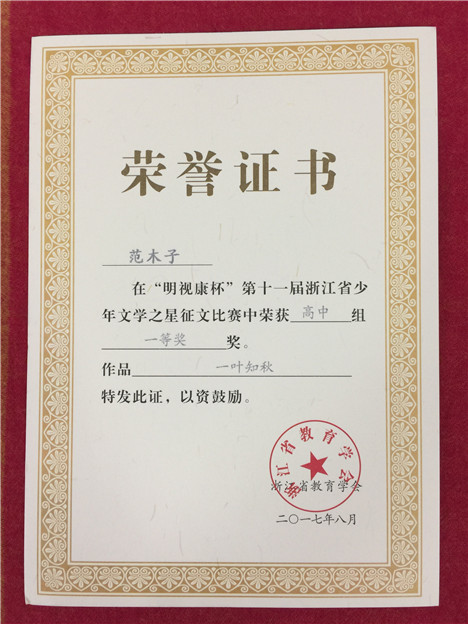 荣誉证书
范木子
在“明视康杯”第十一届浙江省少
年文学之星征文比赛中荣获 高中 组
一等奖 奖。
作品 一叶知秋
特发此证，以资鼓励。
浙江省教育学会
浙江省教育学会
二〇一七年八月